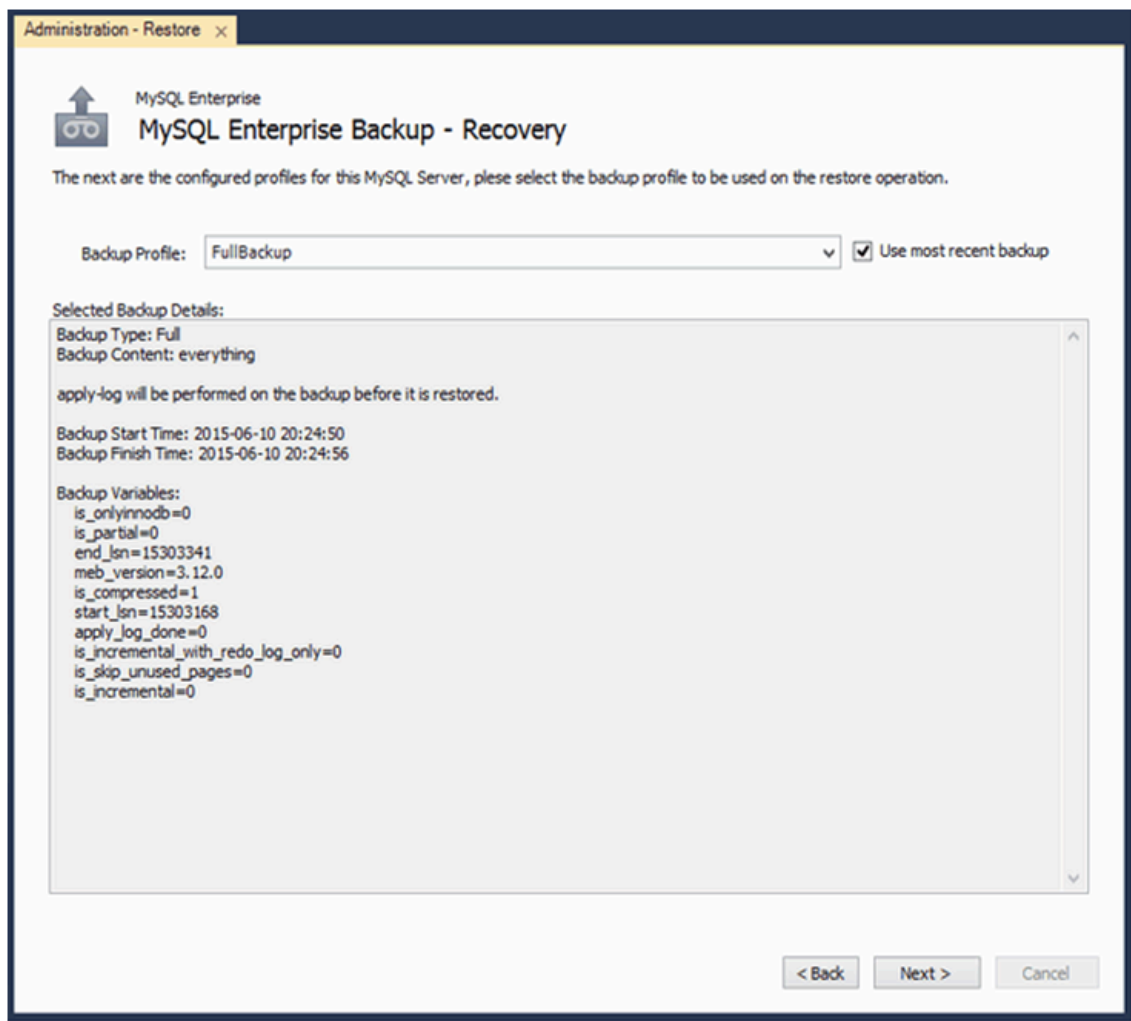 Administration - Restore
MySQL Enterprise
MySQL Enterprise Backup - Recovery
The next are the configured profiles for this MySQL Server, plese select the backup profile to be used on the restore operation.
Backup Profile: FullBackup Use most recent backup
Selected Backup Details:
Backup Type: Full
Backup Content: everything
apply-log will be performed on the backup before it is restored.
Backup Start Time: 2015-06-10 20:24:50
Backup Finish Time: 2015-06-10 20:24:56
Backup Variables:
is_onlyinnodb=0
is_partial=0
end_lsn=15303341
meb_version=3.12.0
is_compressed=1
start_lsn=15303168
apply_log_done=0
is_incremental_with_redo_log_only=0
is_skip_unused_pages=0
is_incremental=0
< Back Next > Cancel